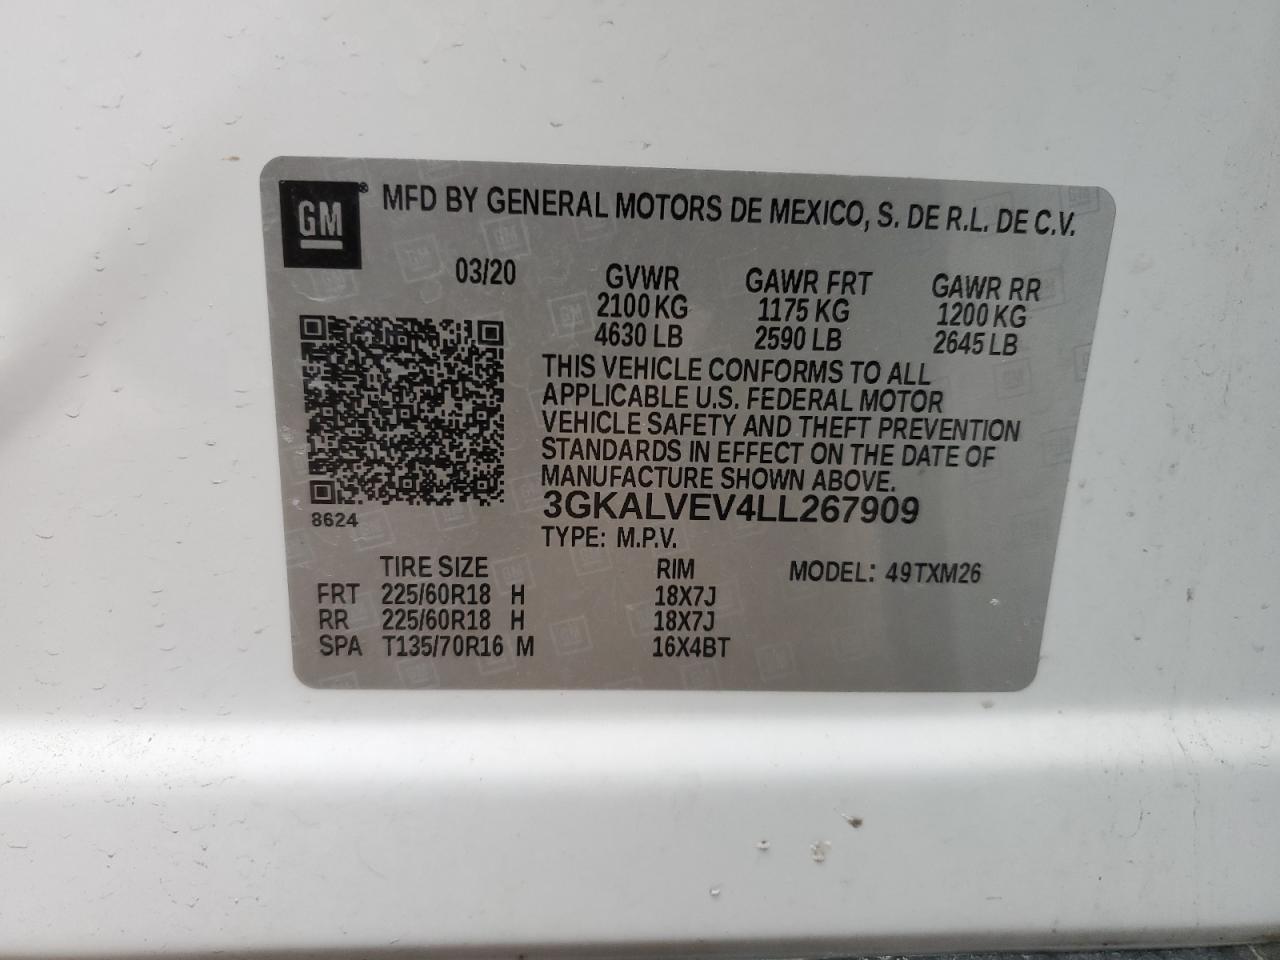 GM® MFD BY GENERAL MOTORS DE MEXICO, S. DE R.L. DE C.V.
03/20 GVWR GAWR FRT GAWR RR
2100 KG 1175 KG 1200 KG
4630 LB 2590 LB 2645 LB
THIS VEHICLE CONFORMS TO ALL
APPLICABLE U.S. FEDERAL MOTOR
VEHICLE SAFETY AND THEFT PREVENTION
STANDARDS IN EFFECT ON THE DATE OF
MANUFACTURE SHOWN ABOVE.
3GKALVEV4LL267909
8624
TYPE: M.P.V.
TIRE SIZE RIM MODEL: 49TXM26
FRT 225/60R18 H 18X7J
RR 225/60R18 H 18X7J
SPA T135/70R16 M 16X4BT